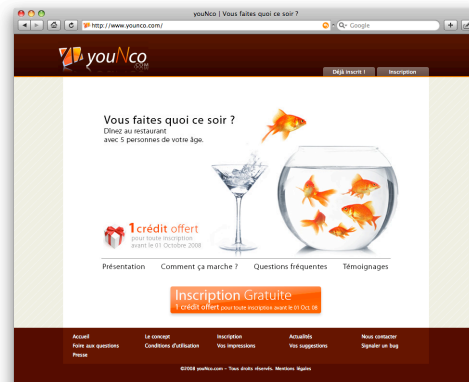 youNco | Vous faites quoi ce soir ?
http://www.younco.com/
Google
youNco
.COM
Déjà inscrit !
Inscription
Vous faites quoi ce soir ?
Dînez au restaurant
avec 5 personnes de votre âge.
1 crédit offert
pour toute inscription
avant le 01 Octobre 2008
Présentation Comment ça marche ? Questions fréquentes Témoignages
Inscription Gratuite
1 crédit offert pour toute inscription avant le 01 Oct. 08
Accueil Le concept Inscription Actualités Nous contacter
Foire aux questions Conditions d'utilisation Vos impressions Vos suggestions Signaler un bug
Presse
©2008 youNco.com - Tous droits réservés. Mentions légales